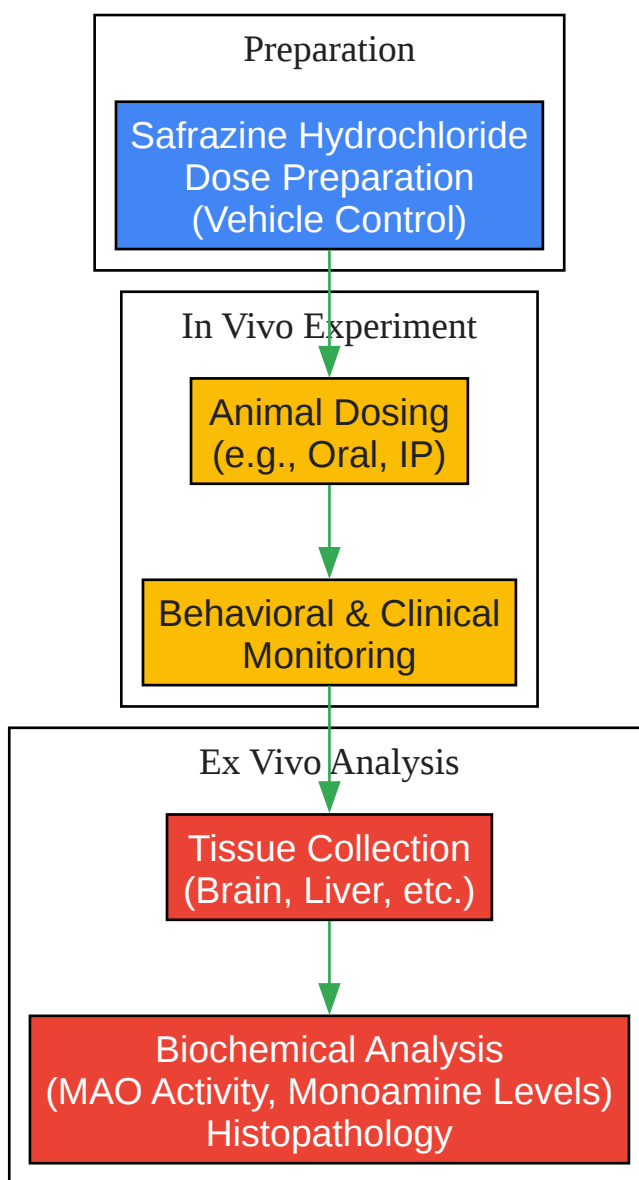 Preparation
Safrazine Hydrochloride
Dose Preparation
(Vehicle Control)
In Vivo Experiment
Animal Dosing
(e.g., Oral, IP)
Behavioral & Clinical
Monitoring
Ex Vivo Analysis
Tissue Collection
(Brain, Liver, etc.)
Biochemical Analysis
(MAO Activity, Monoamine Levels)
Histopathology